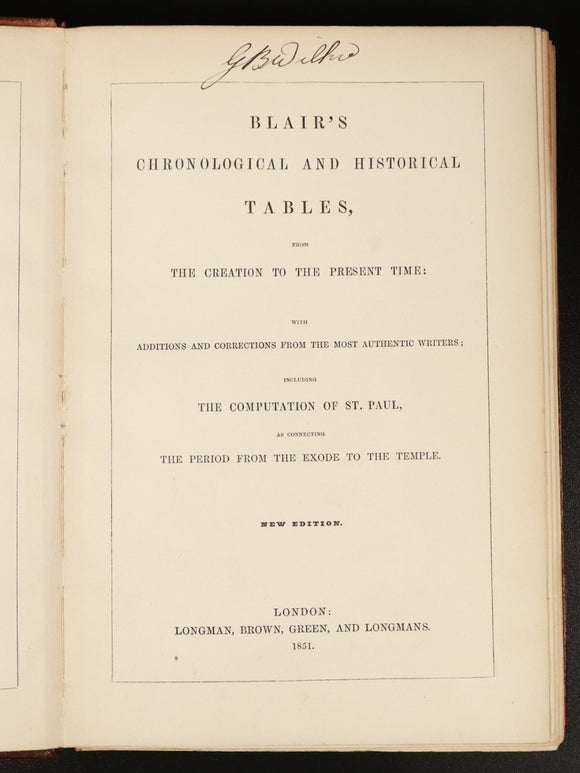 BLAIR'S
CHRONOLOGICAL AND HISTORICAL
TABLES,
FROM
THE CREATION TO THE PRESENT TIME:
WITH
ADDITIONS AND CORRECTIONS FROM THE MOST AUTHENTIC WRITERS;
INCLUDING
THE COMPUTATION OF ST. PAUL,
AS CONNECTING
THE PERIOD FROM THE EXODE TO THE TEMPLE.
NEW EDITION.
LONDON:
LONGMAN, BROWN, GREEN, AND LONGMANS.
1851.